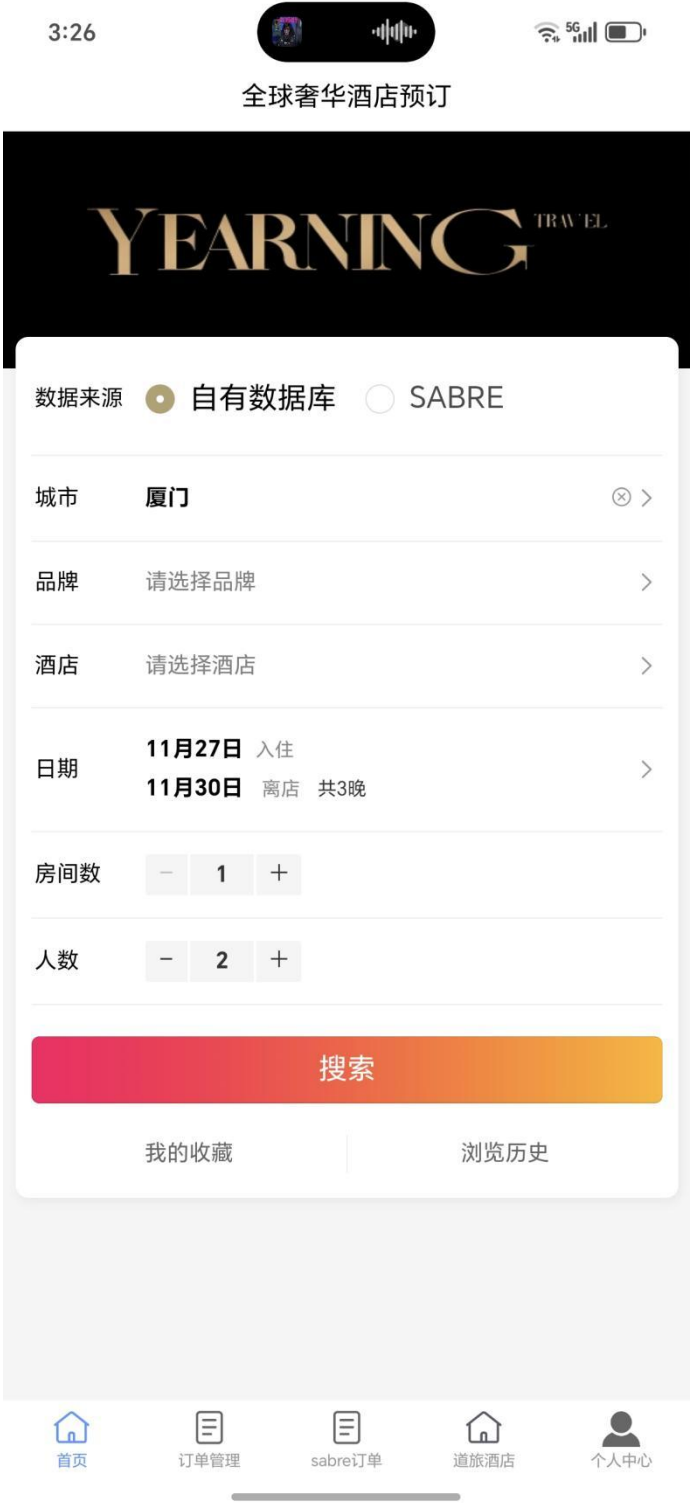 3:26
5G
全球奢华酒店预订
YEARNING TRAVEL
数据来源 自有数据库 SABRE
城市 厦门
品牌 请选择品牌
酒店 请选择酒店
日期 11月27日 入住
11月30日 离店 共3晚
房间数 － 1 ＋
人数 － 2 ＋
搜索
我的收藏 浏览历史
首页 订单管理 sabre订单 道旅酒店 个人中心